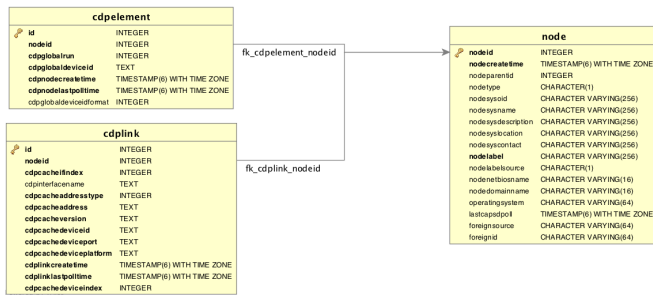 cdpelement
id INTEGER
nodeid INTEGER
cdpglobalrun INTEGER
cdpglobaldeviceid TEXT
cdpnodecreatetime TIMESTAMP(6) WITH TIME ZONE
cdpnodelastpolltime TIMESTAMP(6) WITH TIME ZONE
cdpglobaldeviceidformat INTEGER
fk_cdpelement_nodeid
cdplink
id INTEGER
nodeid INTEGER
cdpcacheifindex INTEGER
cdpinterfacename TEXT
cdpcacheaddresstype INTEGER
cdpcacheaddress TEXT
cdpcacheversion TEXT
cdpcachedeviceid TEXT
cdpcachedeviceport TEXT
cdpcachedeviceplatform TEXT
cdplinkcreatetime TIMESTAMP(6) WITH TIME ZONE
cdplinklastpolltime TIMESTAMP(6) WITH TIME ZONE
cdpcachedeviceindex INTEGER
fk_cdplink_nodeid
node
nodeid INTEGER
nodecreatetime TIMESTAMP(6) WITH TIME ZONE
nodeparentid INTEGER
nodetype CHARACTER(1)
nodesysoid CHARACTER VARYING(256)
nodesysname CHARACTER VARYING(256)
nodesysdescription CHARACTER VARYING(256)
nodesyslocation CHARACTER VARYING(256)
nodesyscontact CHARACTER VARYING(256)
nodelabel CHARACTER VARYING(256)
nodelabelsource CHARACTER(1)
nodenetbiosname CHARACTER VARYING(16)
nodedomainname CHARACTER VARYING(16)
operatingsystem CHARACTER VARYING(64)
lastcapsdpoll TIMESTAMP(6) WITH TIME ZONE
foreignsource CHARACTER VARYING(64)
foreignid CHARACTER VARYING(64)